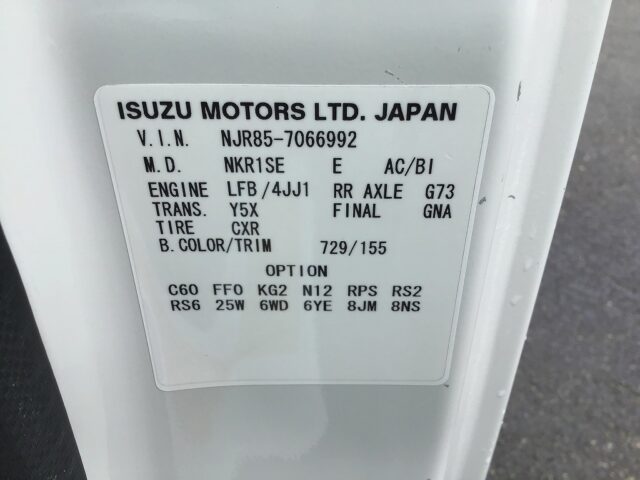 ISUZU MOTORS LTD. JAPAN
V.I.N. NJR85-7066992
M.D. NKR1SE E AC/BI
ENGINE LFB/4JJ1 RR AXLE G73
TRANS. Y5X FINAL GNA
TIRE CXR
B.COLOR/TRIM 729/155
OPTION
C60 FF0 KG2 N12 RPS RS2
RS6 25W 6WD 6YE 8JM 8NS